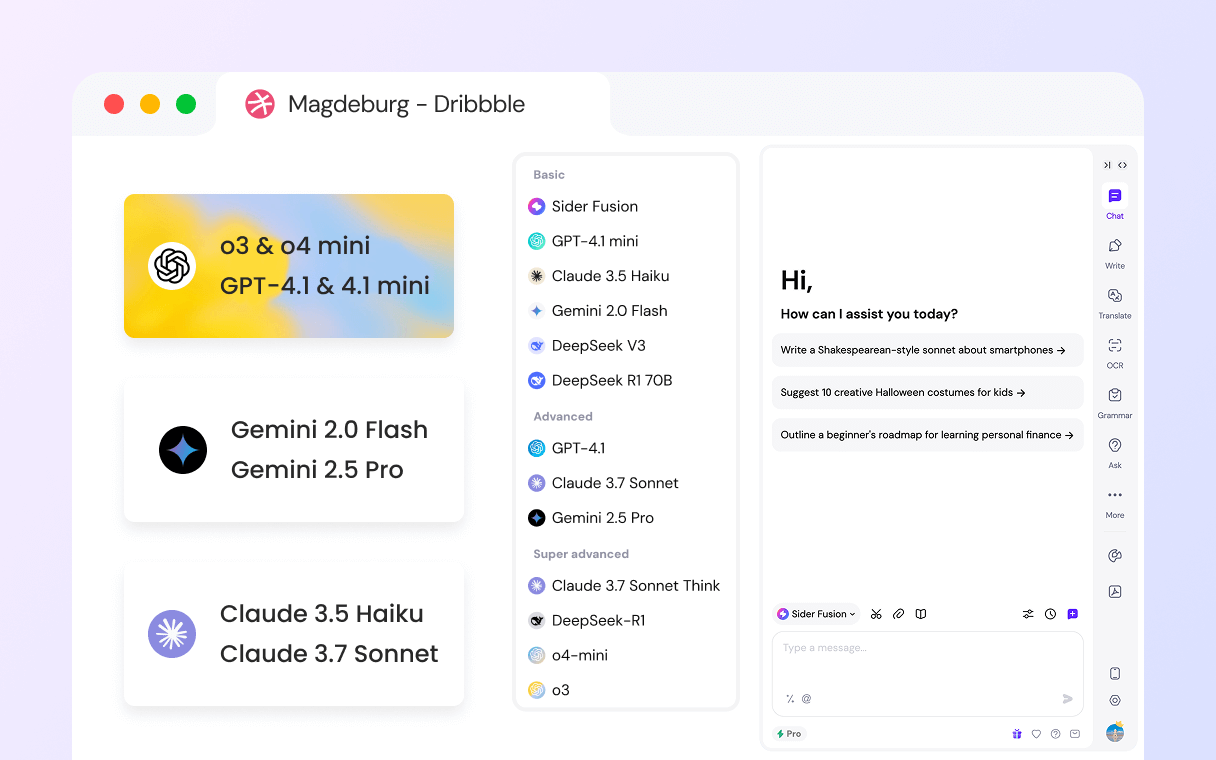 Magdeburg - Dribbble
o3 & o4 mini
GPT-4.1 & 4.1 mini
Gemini 2.0 Flash
Gemini 2.5 Pro
Claude 3.5 Haiku
Claude 3.7 Sonnet
Basic
Sider Fusion
GPT-4.1 mini
Claude 3.5 Haiku
Gemini 2.0 Flash
DeepSeek V3
DeepSeek R1 70B
Advanced
GPT-4.1
Claude 3.7 Sonnet
Gemini 2.5 Pro
Super advanced
Claude 3.7 Sonnet Think
DeepSeek-R1
o4-mini
o3
Hi,
How can I assist you today?
Write a Shakespearean-style sonnet about smartphones →
Suggest 10 creative Halloween costumes for kids →
Outline a beginner's roadmap for learning personal finance →
Sider Fusion
Type a message...
@
Pro
Chat
Write
Translate
OCR
Grammar
Ask
More